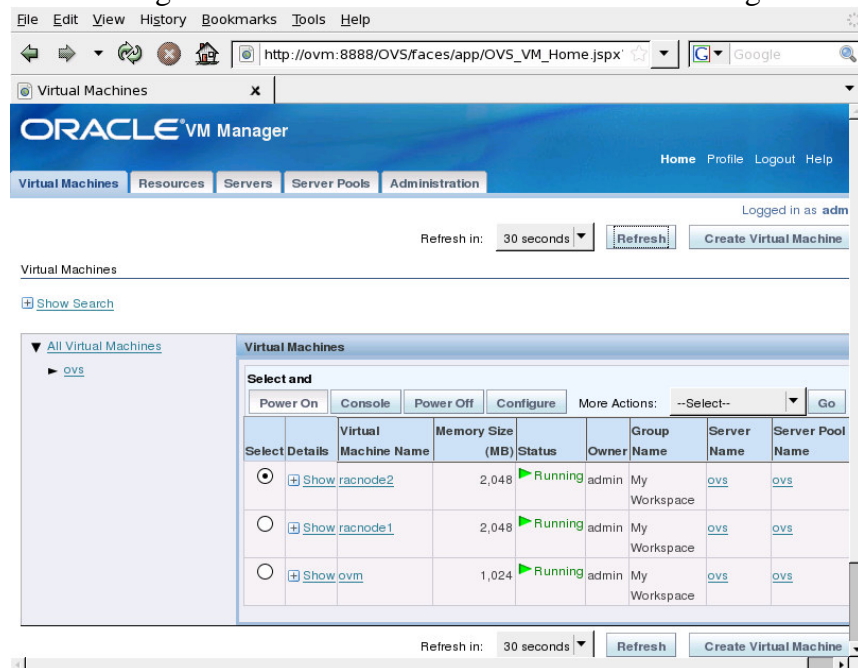 File Edit View History Bookmarks Tools Help
http://ovm:8888/OVS/faces/app/OVS_VM_Home.jspx
G Google
Virtual Machines x
ORACLE VM Manager
Home Profile Logout Help
Virtual Machines Resources Servers Server Pools Administration
Logged in as adm
Refresh in: 30 seconds Refresh Create Virtual Machine
Virtual Machines
Show Search
All Virtual Machines
ovs
Virtual Machines
Select and
Power On Console Power Off Configure More Actions: --Select-- Go
Select Details Virtual Machine Name Memory Size (MB) Status Owner Group Name Server Name Server Pool Name
Show racnode2 2,048 Running admin My Workspace ovs ovs
Show racnode1 2,048 Running admin My Workspace ovs ovs
Show ovm 1,024 Running admin My Workspace ovs ovs
Refresh in: 30 seconds Refresh Create Virtual Machine